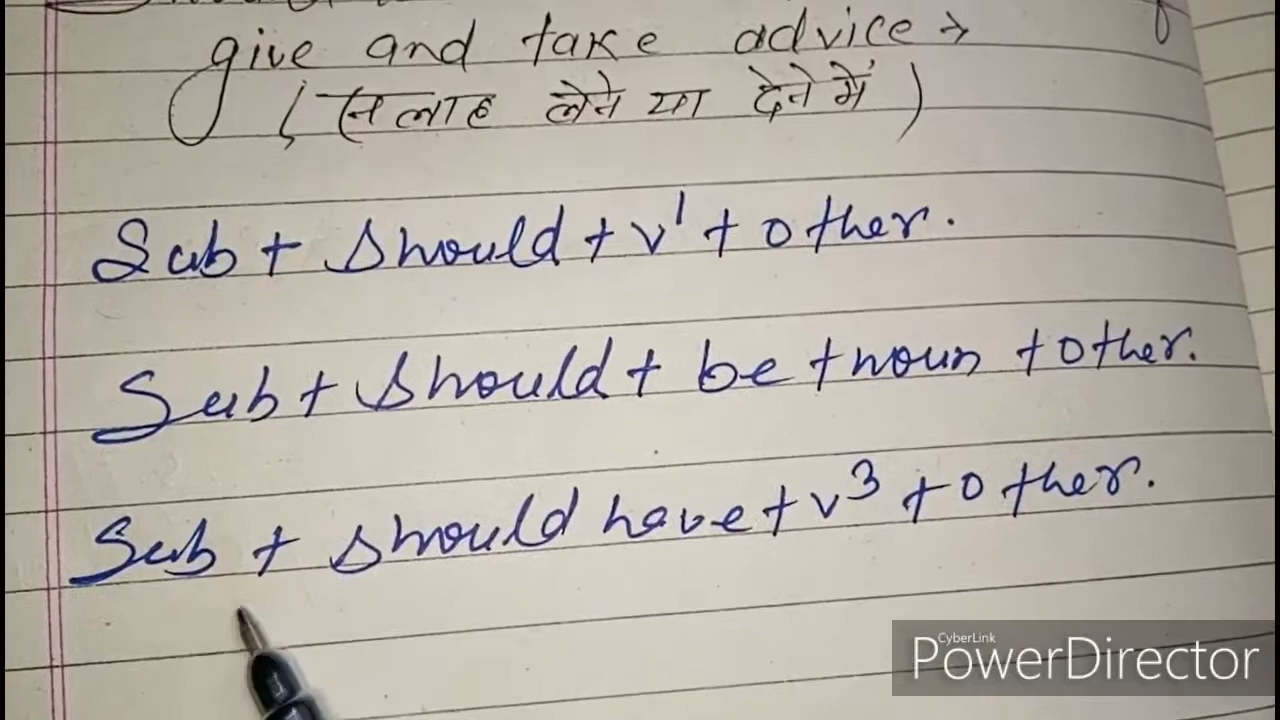 give and take advice →
(सलाह लेने या देने में)
Sub + should + v¹ + other.
Sub + should + be + noun + other.
Sub + should have + v³ + other.
CyberLink
PowerDirector